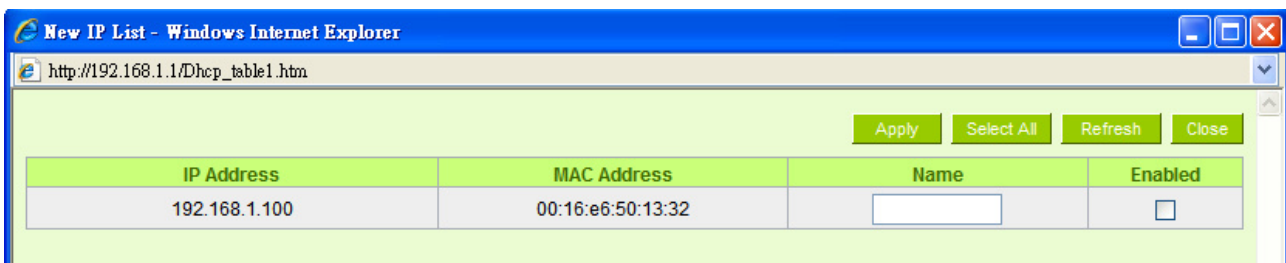 New IP List - Windows Internet Explorer
http://192.168.1.1/Dhcp_table1.htm
Apply Select All Refresh Close
IP Address MAC Address Name Enabled
192.168.1.100 00:16:e6:50:13:32